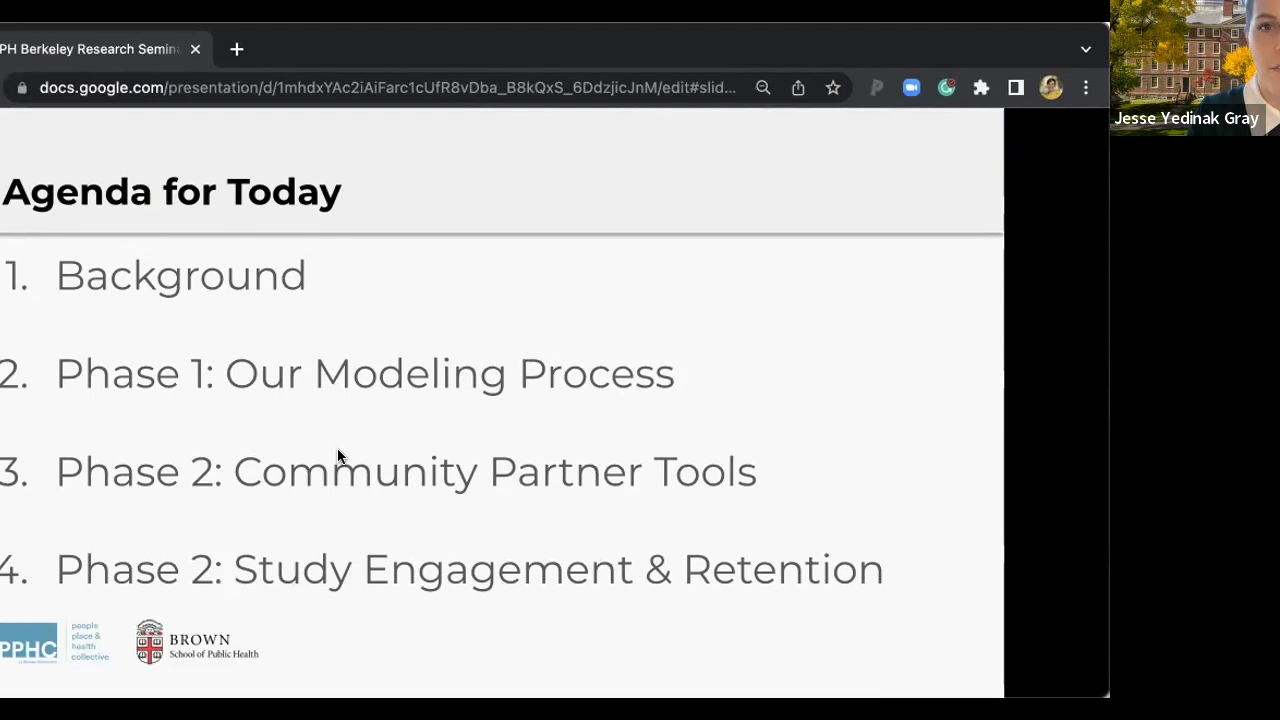 PH Berkeley Research Semin
docs.google.com/presentation/d/1mhdxYAc2iAiFarc1cUfR8vDba_B8kQxS_6DdzjicJnM/edit#slid...
Jesse Yedinak Gray
Agenda for Today
1. Background
2. Phase 1: Our Modeling Process
3. Phase 2: Community Partner Tools
4. Phase 2: Study Engagement & Retention
PPHC
people
place &
health
collective
BROWN
School of Public Health